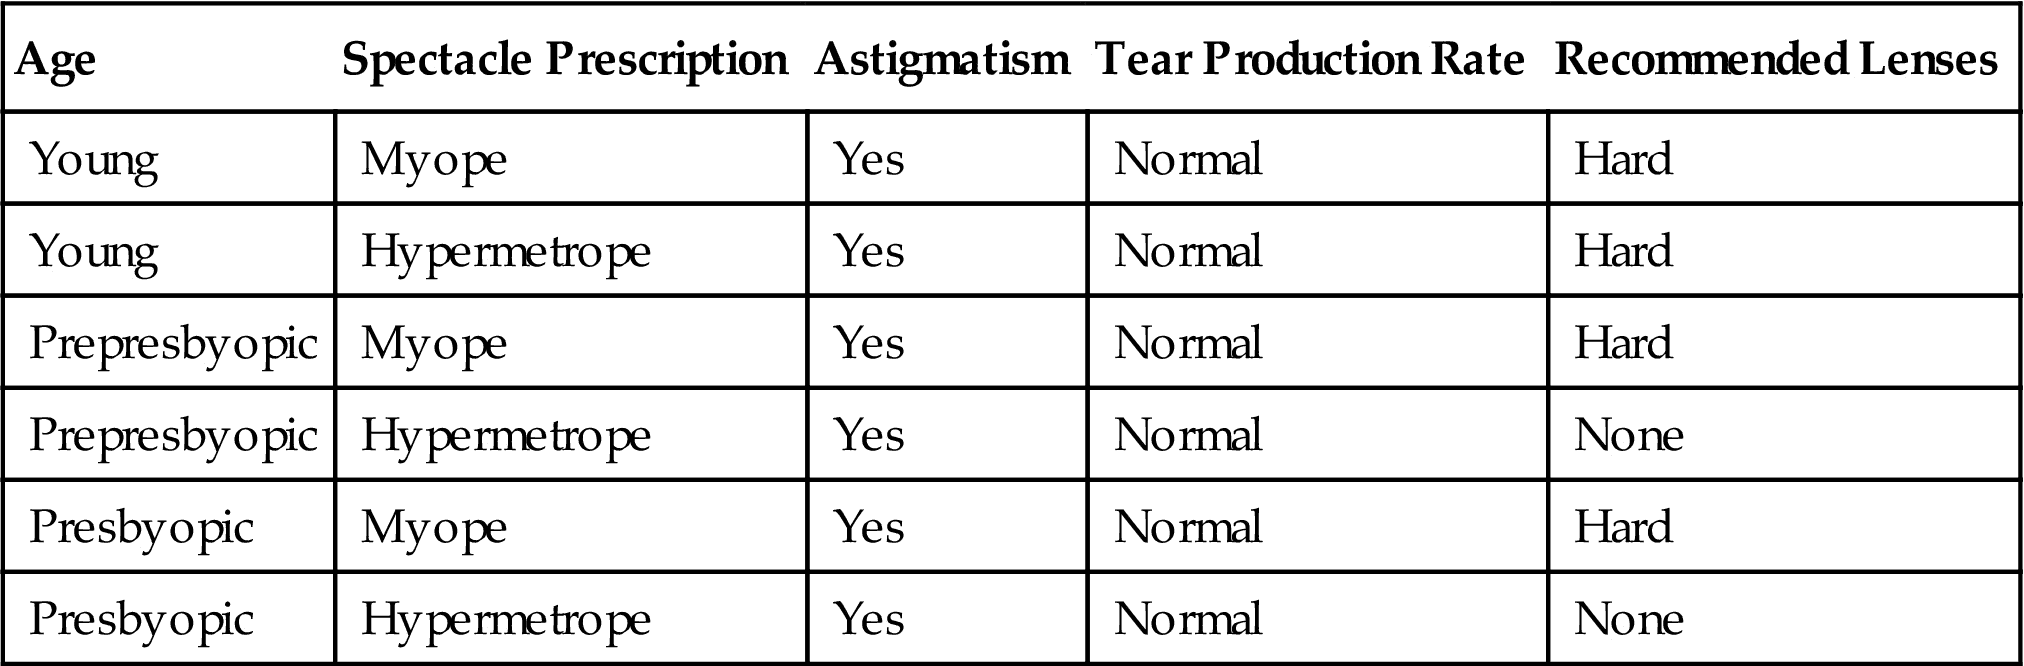 Age Spectacle Prescription Astigmatism Tear Production Rate Recommended Lenses
Young Myope Yes Normal Hard
Young Hypermetrope Yes Normal Hard
Prepresbyopic Myope Yes Normal Hard
Prepresbyopic Hypermetrope Yes Normal None
Presbyopic Myope Yes Normal Hard
Presbyopic Hypermetrope Yes Normal None